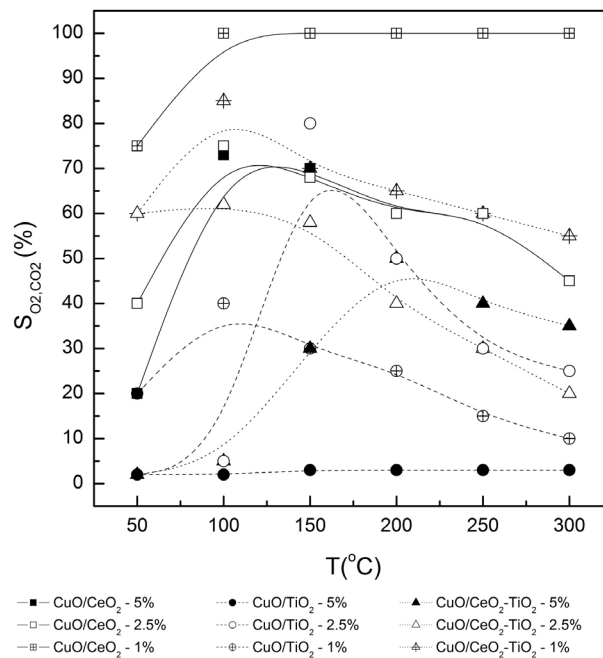 100
90
80
70
60
50
40
30
20
10
0
S_O2,CO2 (%)
50 100 150 200 250 300
T(°C)
CuO/CeO₂ - 5% CuO/TiO₂ - 5% CuO/CeO₂-TiO₂ - 5%
CuO/CeO₂ - 2.5% CuO/TiO₂ - 2.5% CuO/CeO₂-TiO₂ - 2.5%
CuO/CeO₂ - 1% CuO/TiO₂ - 1% CuO/CeO₂-TiO₂ - 1%